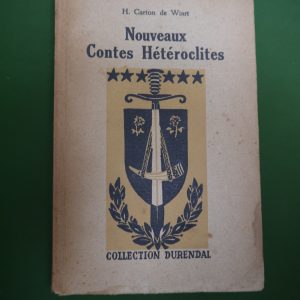 H. Carton de Wiart
Nouveaux
Contes Hétéroclites
COLLECTION DURENDAL